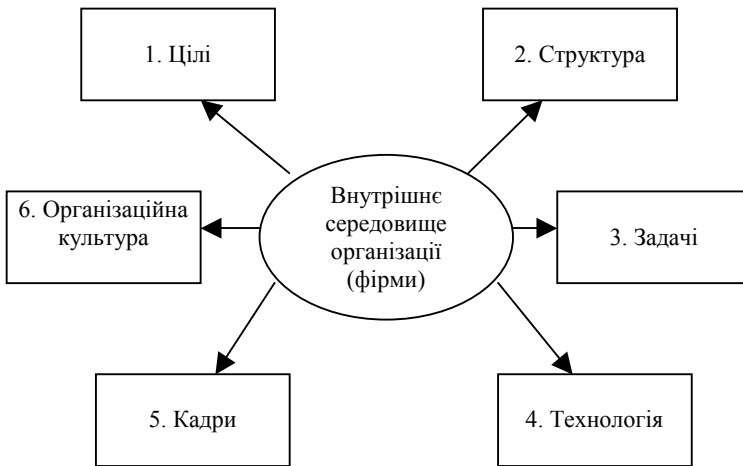 1. Цілі
2. Структура
Внутрішнє
середовище
організації
(фірми)
6. Організаційна
культура
3. Задачі
5. Кадри
4. Технологія